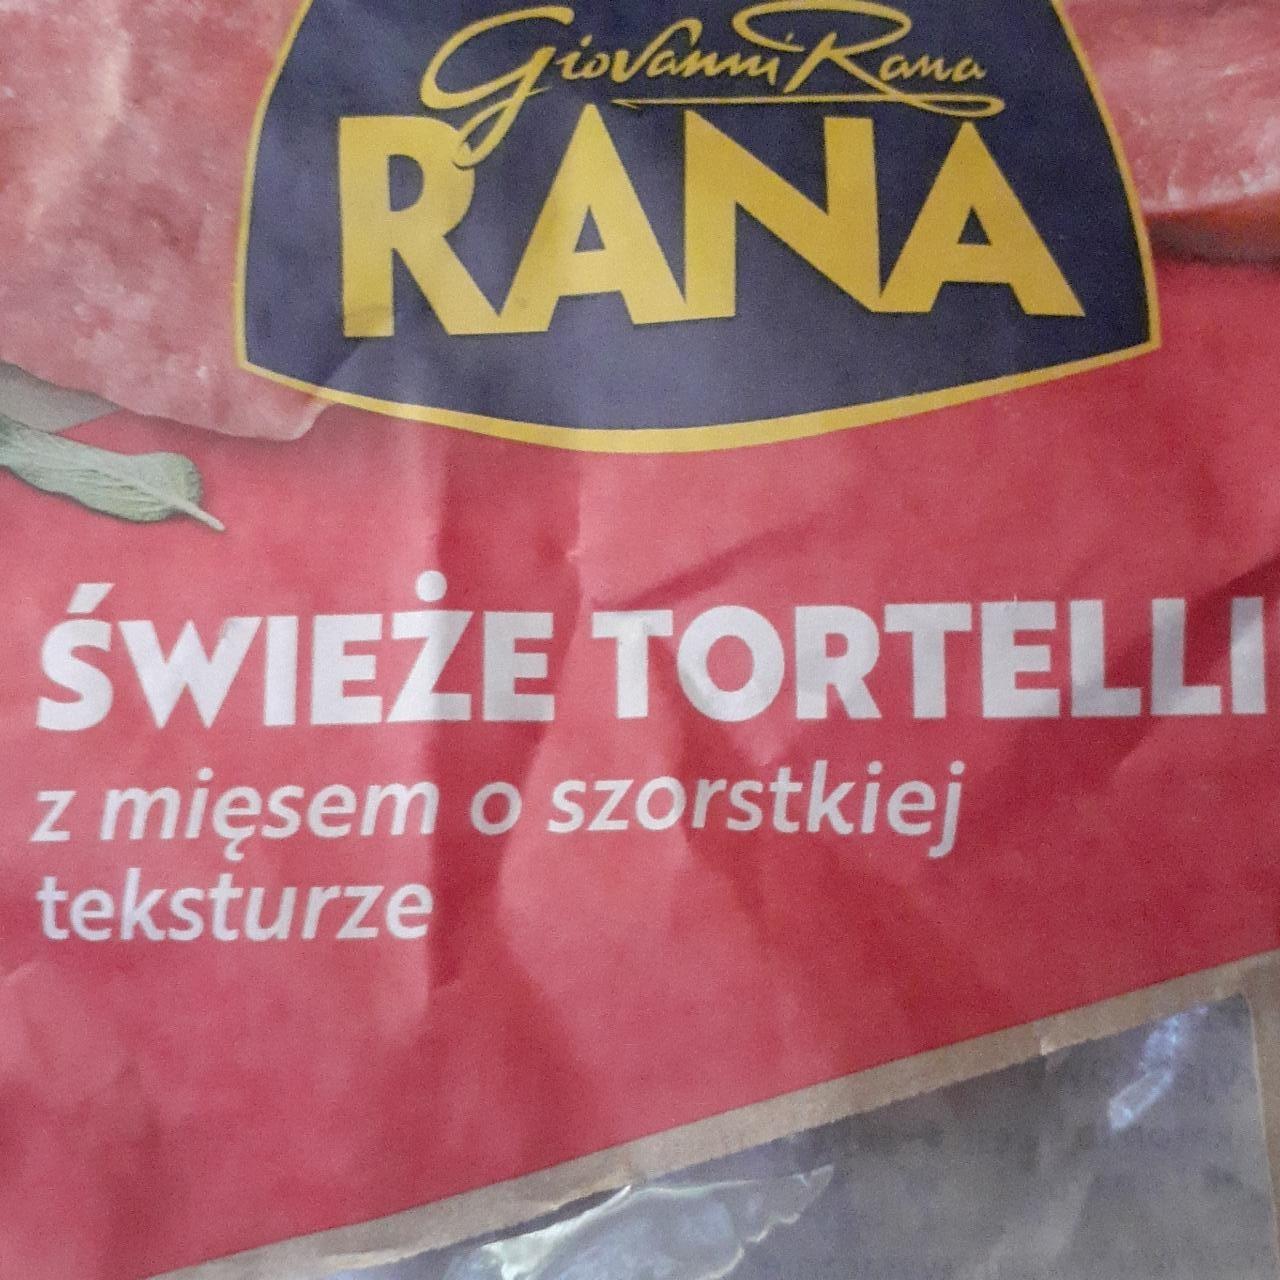 Giovanni Rana
RANA
ŚWIEŻE TORTELLI
z mięsem o szorstkiej
teksturze